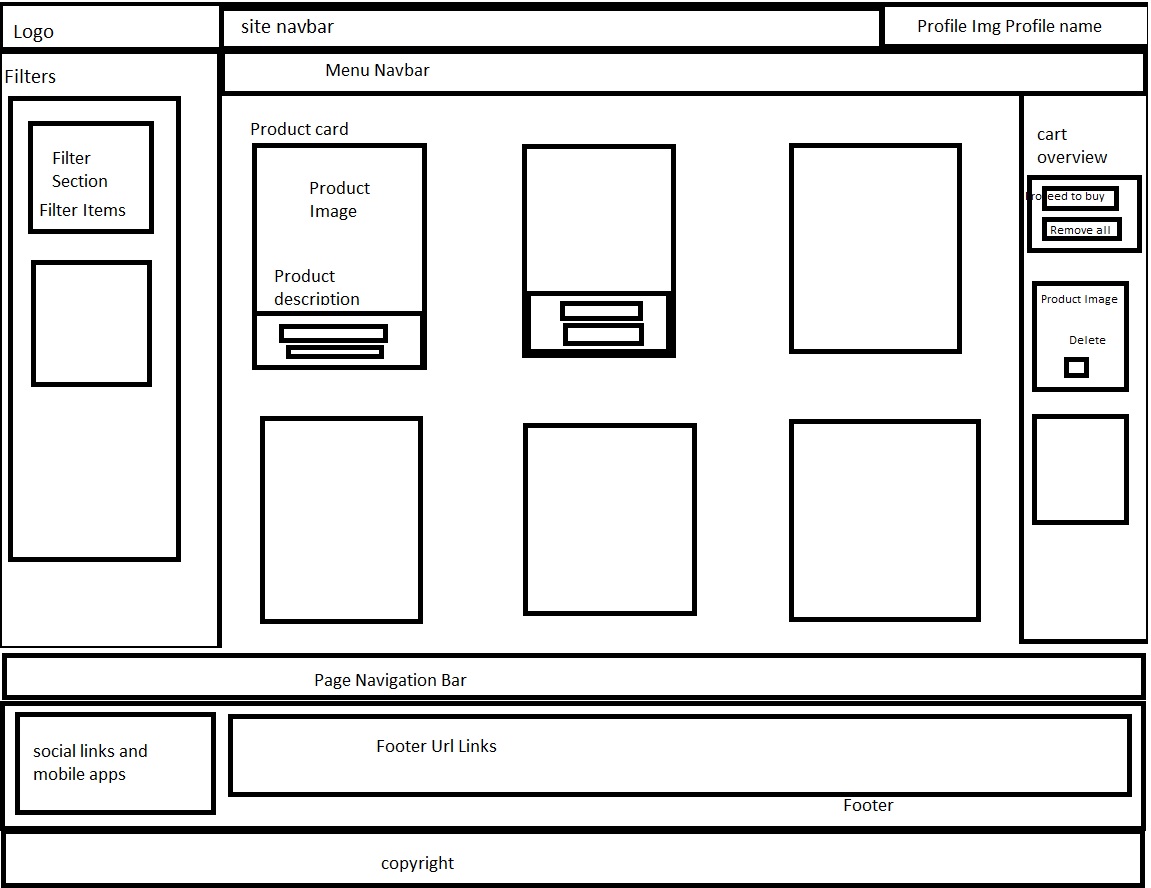 Logo
site navbar
Profile Img Profile name
Filters
Menu Navbar
Filter
Section
Filter Items
Product card
Product
Image
Product
description
cart
overview
Proceed to buy
Remove all
Product Image
Delete
Page Navigation Bar
social links and
mobile apps
Footer Url Links
Footer
copyright